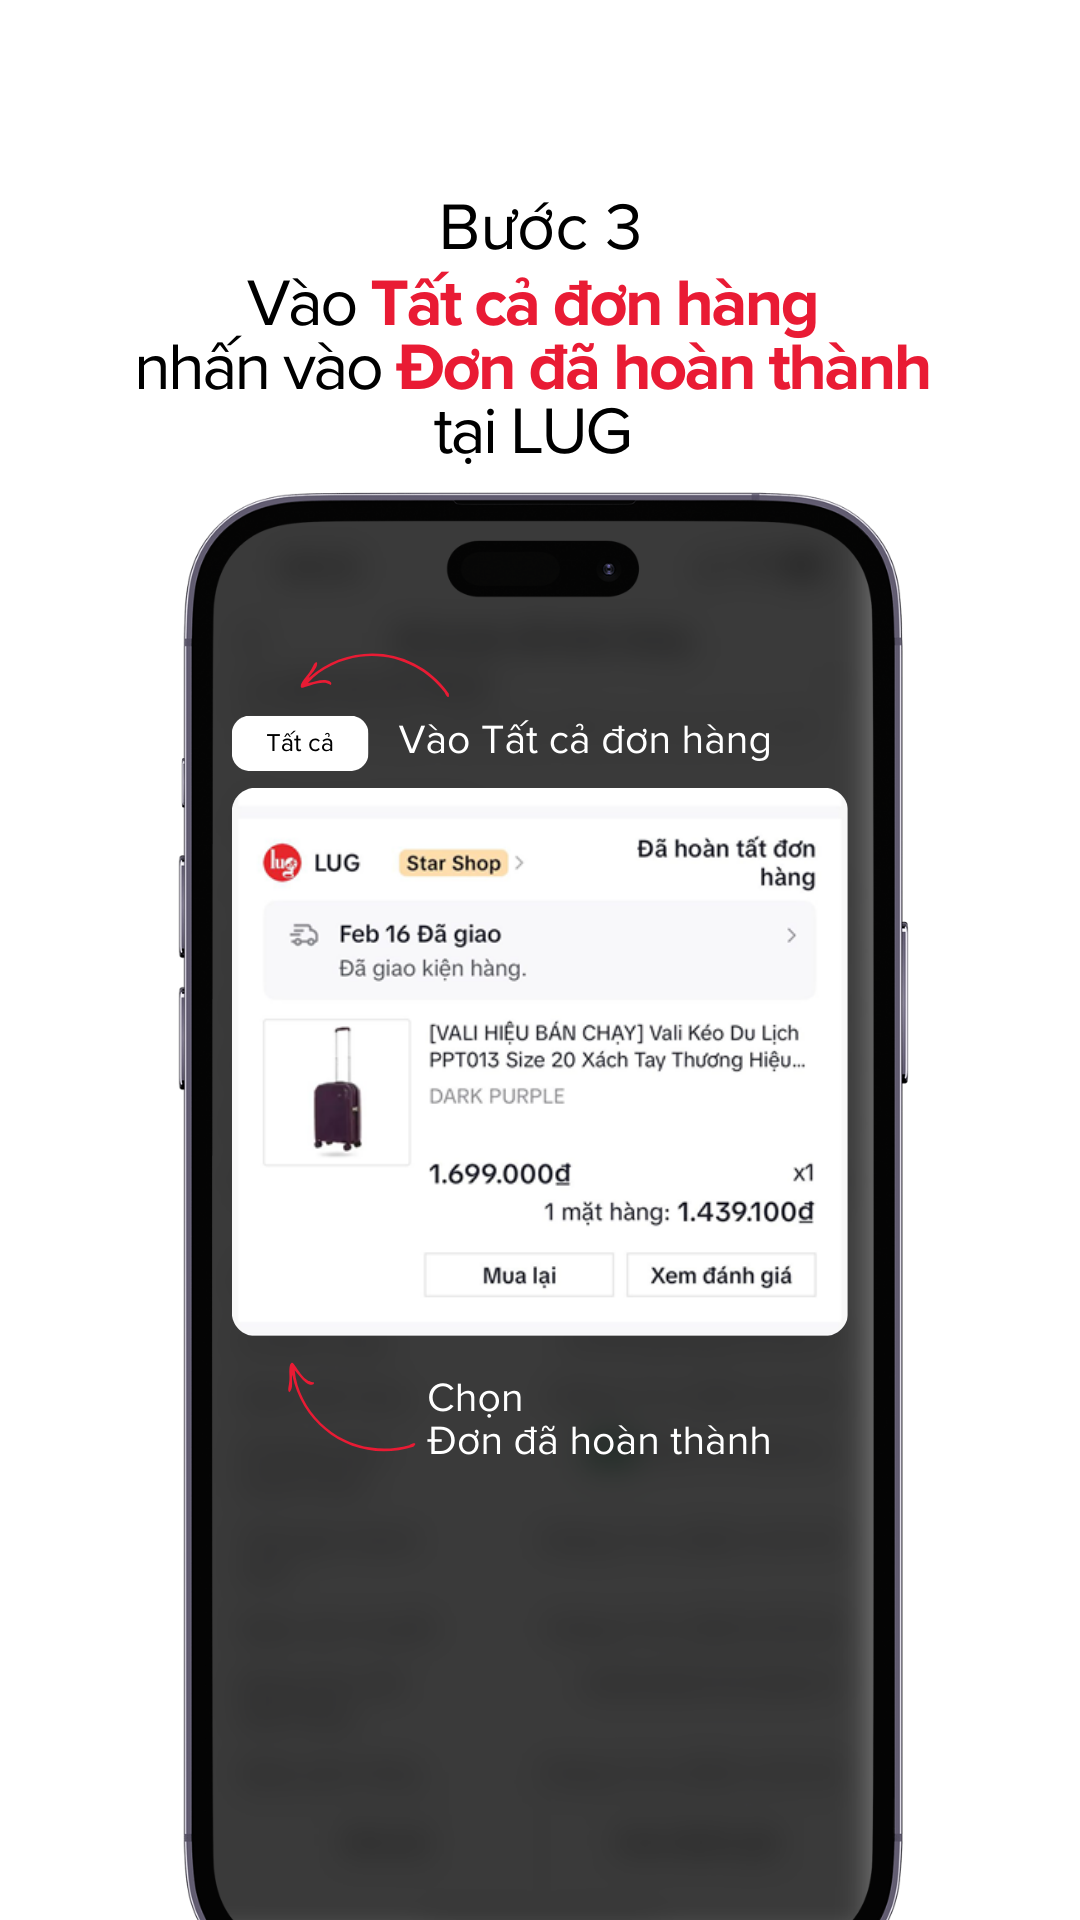 Bước 3
Vào Tất cả đơn hàng
nhấn vào Đơn đã hoàn thành
tại LUG
Tất cả
Vào Tất cả đơn hàng
lug
LUG
Star Shop
Đã hoàn tất đơn
hàng
Feb 16 Đã giao
Đã giao kiện hàng.
[VALI HIỆU BÁN CHẠY] Vali Kéo Du Lịch
PPT013 Size 20 Xách Tay Thương Hiệu...
DARK PURPLE
1.699.000₫
x1
1 mặt hàng: 1.439.100₫
Mua lại
Xem đánh giá
Chọn
Đơn đã hoàn thành